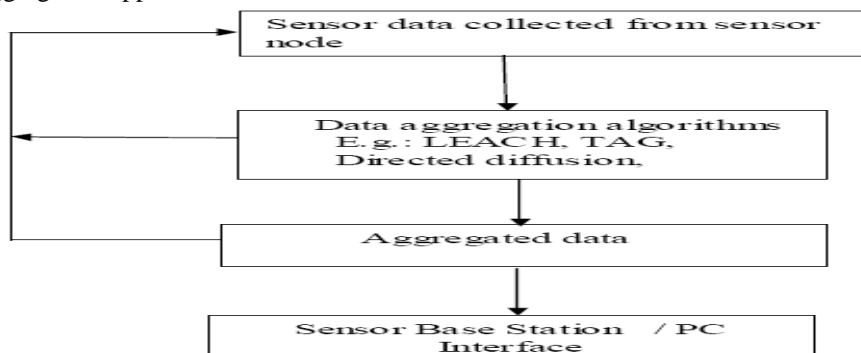 Sensor data collected from sensor
node
Data aggregation algorithms
E.g.: LEACH, TAG,
Directed diffusion,
Aggregated data
Sensor Base Station / PC
Interface